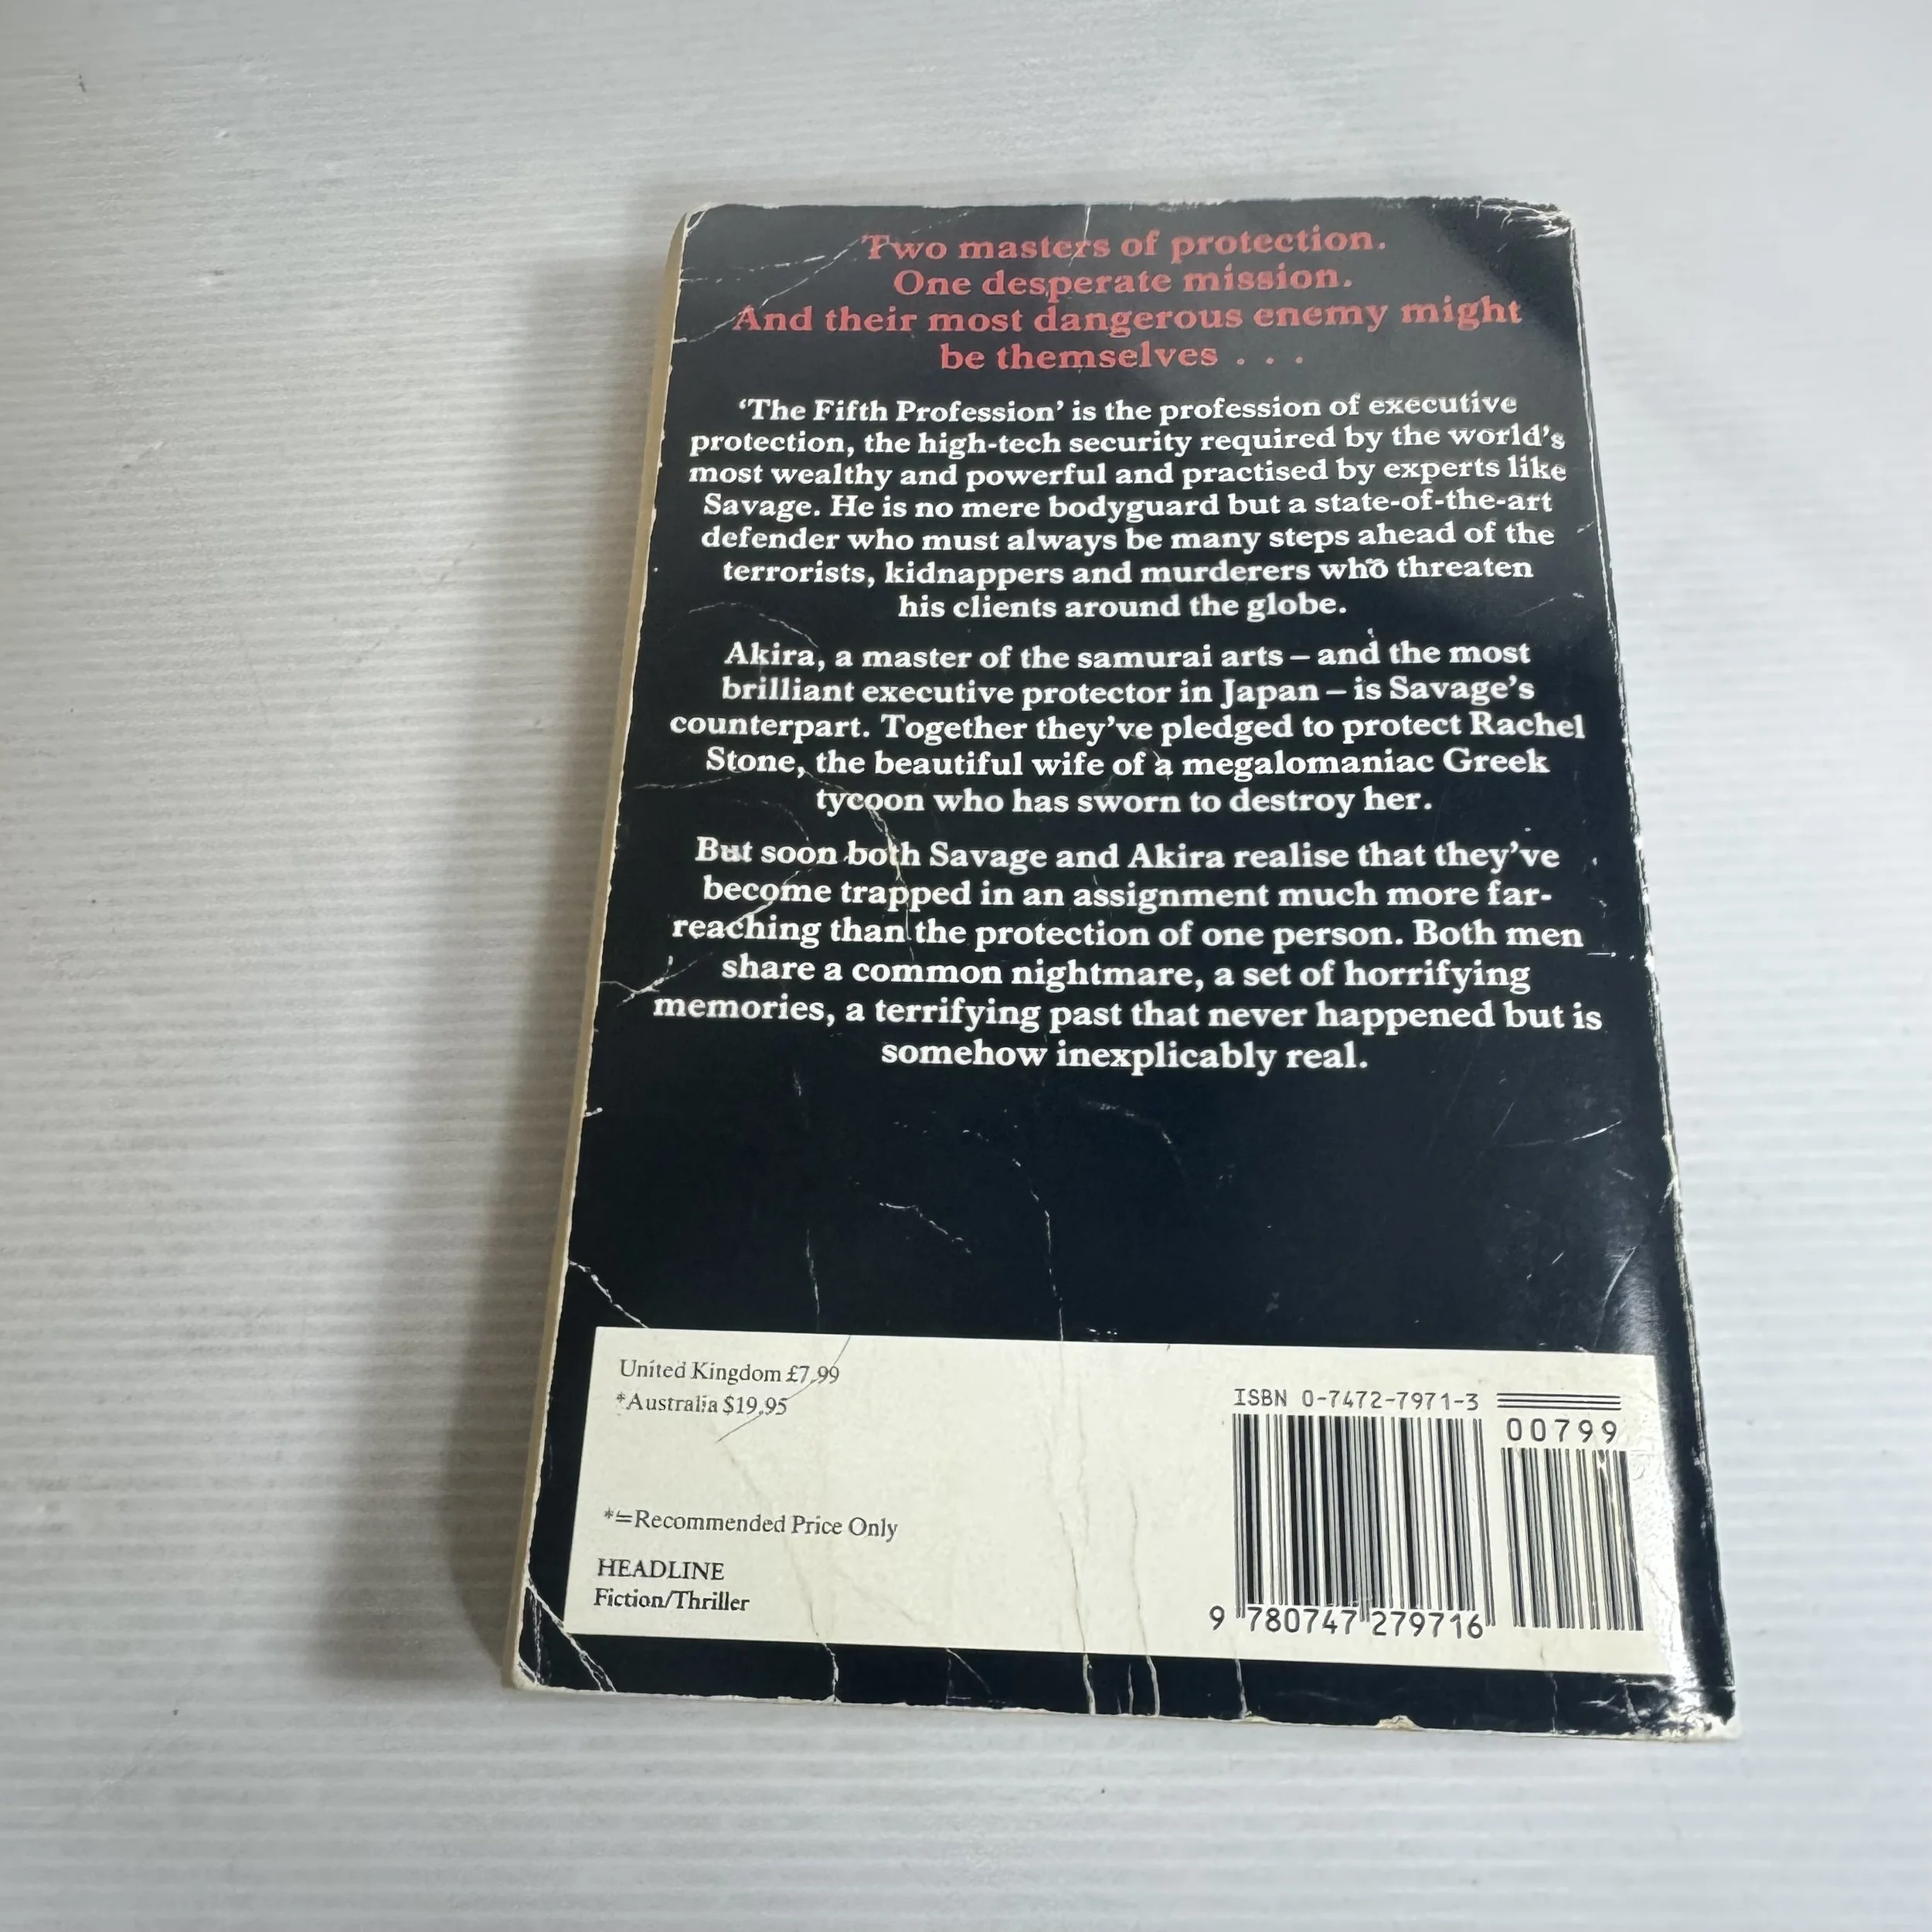 Two masters of protection.
One desperate mission.
And their most dangerous enemy might
be themselves . . .
‘The Fifth Profession’ is the profession of executive
protection, the high-tech security required by the world’s
most wealthy and powerful and practised by experts like
Savage. He is no mere bodyguard but a state-of-the-art
defender who must always be many steps ahead of the
terrorists, kidnappers and murderers who threaten
his clients around the globe.
Akira, a master of the samurai arts – and the most
brilliant executive protector in Japan – is Savage’s
counterpart. Together they’ve pledged to protect Rachel
Stone, the beautiful wife of a megalomaniac Greek
tycoon who has sworn to destroy her.
But soon both Savage and Akira realise that they’ve
become trapped in an assignment much more far-
reaching than the protection of one person. Both men
share a common nightmare, a set of horrifying
memories, a terrifying past that never happened but is
somehow inexplicably real.
United Kingdom £7.99
*Australia $19.95
*=Recommended Price Only
HEADLINE
Fiction/Thriller
ISBN 0-7472-7971-3
00799
9 780747 279716